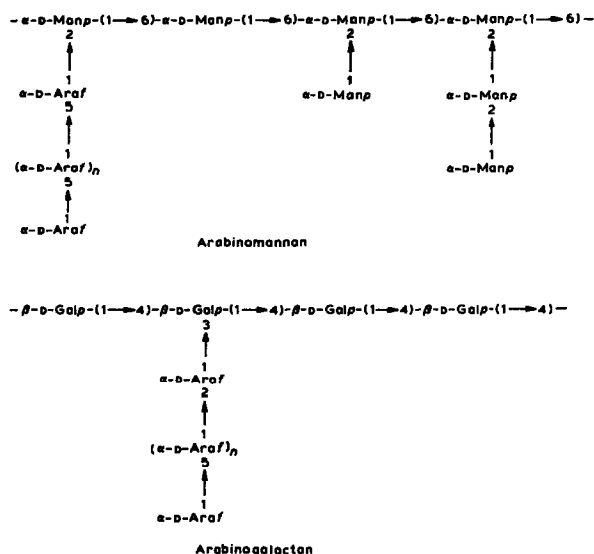 – α-D-Manp-(1→6)-α-D-Manp-(1→6)-α-D-Manp-(1→6)-α-D-Manp-(1→6)–
2 2 2
1 1 1
α-D-Araf α-D-Manp α-D-Manp
5 2
1 1
(α-D-Araf)n α-D-Manp
5
1
α-D-Araf
Arabinomannan
– β-D-Galp-(1→4)-β-D-Galp-(1→4)-β-D-Galp-(1→4)-β-D-Galp-(1→4)–
3
1
α-D-Araf
2
1
(α-D-Araf)n
5
1
α-D-Araf
Arabinogalactan